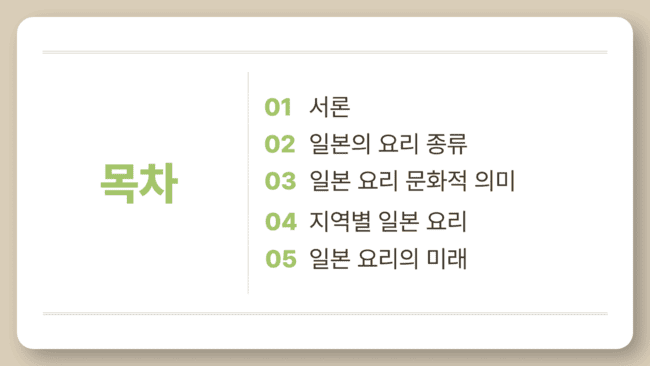 목차
01 서론
02 일본의 요리 종류
03 일본 요리 문화적 의미
04 지역별 일본 요리
05 일본 요리의 미래